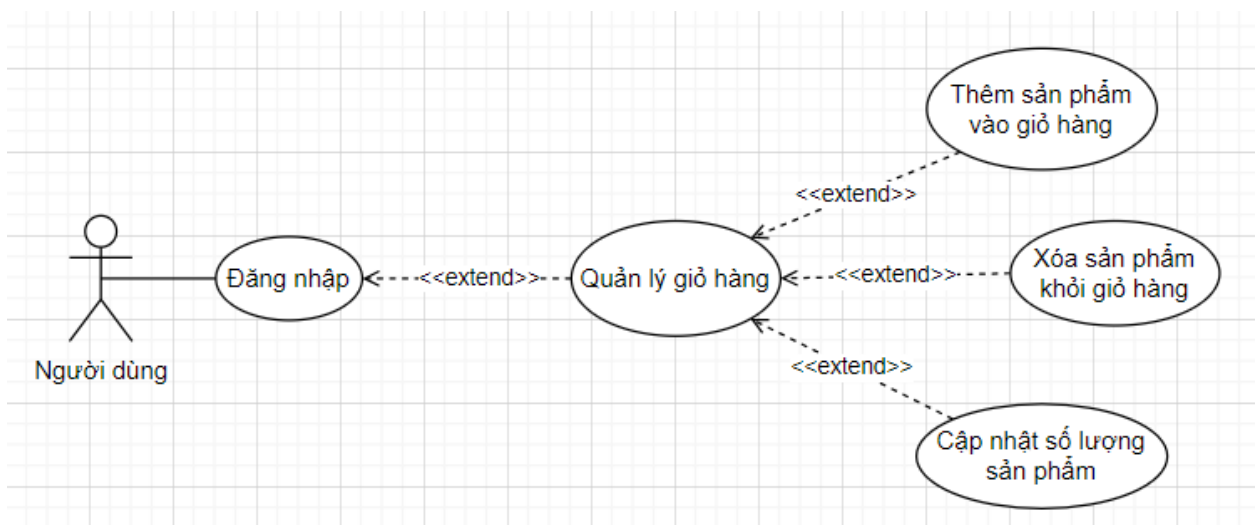 Thêm sản phẩm
vào giỏ hàng
<<extend>>
Đăng nhập
<<extend>>
Quản lý giỏ hàng
<<extend>>
Xóa sản phẩm
khỏi giỏ hàng
Người dùng
<<extend>>
Cập nhật số lượng
sản phẩm